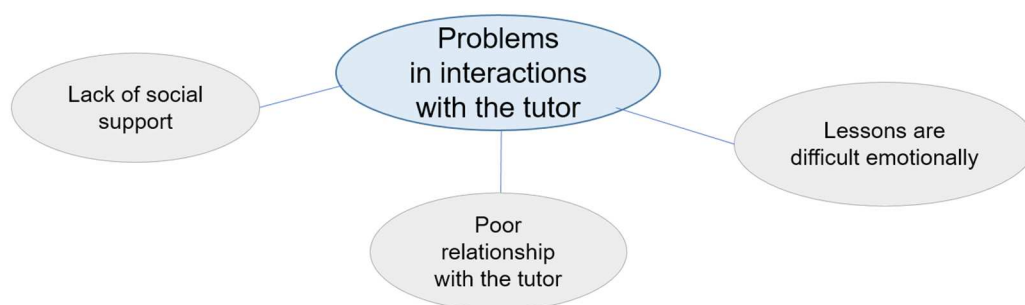 Problems
in interactions
with the tutor
Lack of social
support
Lessons are
difficult emotionally
Poor
relationship
with the tutor